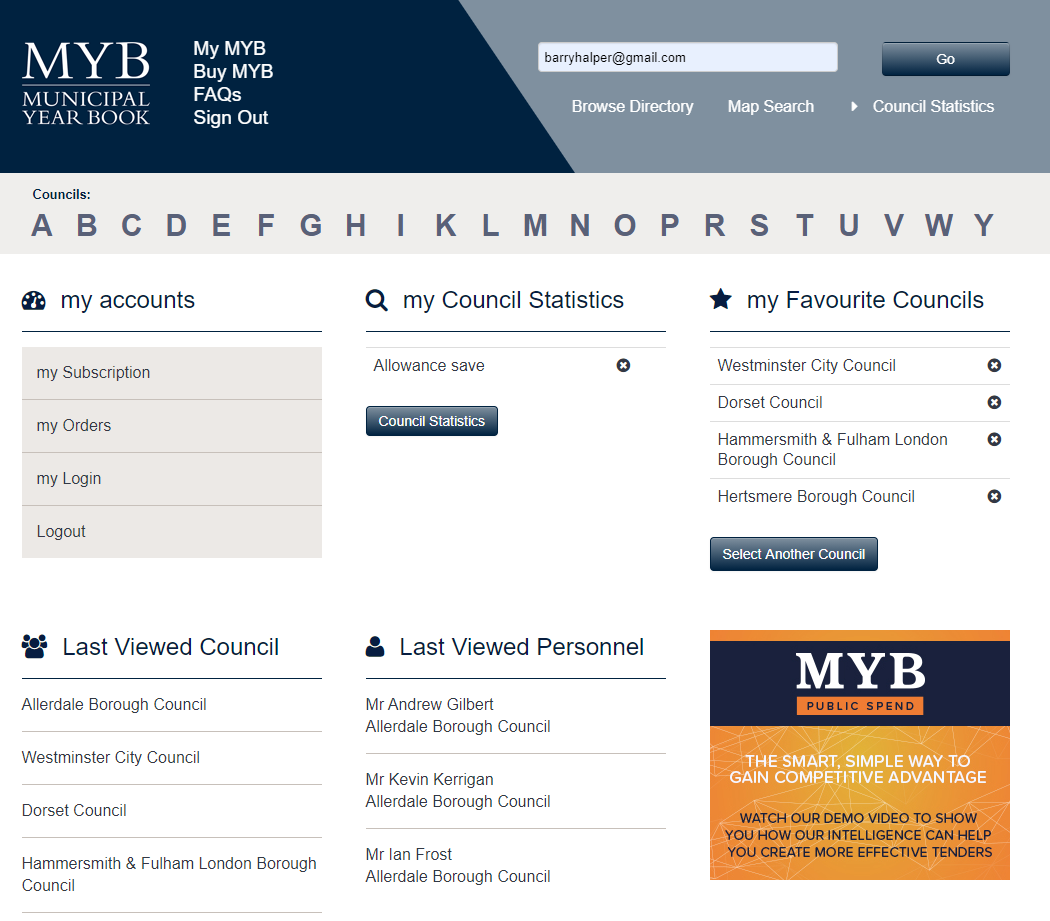 MYB
MUNICIPAL
YEAR BOOK
My MYB
Buy MYB
FAQs
Sign Out
barryhalper@gmail.com
Go
Browse Directory
Map Search
Council Statistics
Councils:
A B C D E F G H I K L M N O P R S T U V W Y
my accounts
my Subscription
my Orders
my Login
Logout
my Council Statistics
Allowance save
Council Statistics
my Favourite Councils
Westminster City Council
Dorset Council
Hammersmith & Fulham London
Borough Council
Hertsmere Borough Council
Select Another Council
Last Viewed Council
Allerdale Borough Council
Westminster City Council
Dorset Council
Hammersmith & Fulham London Borough
Council
Last Viewed Personnel
Mr Andrew Gilbert
Allerdale Borough Council
Mr Kevin Kerrigan
Allerdale Borough Council
Mr Ian Frost
Allerdale Borough Council
MYB
PUBLIC SPEND
THE SMART, SIMPLE WAY TO
GAIN COMPETITIVE ADVANTAGE
WATCH OUR DEMO VIDEO TO SHOW
YOU HOW OUR INTELLIGENCE CAN HELP
YOU CREATE MORE EFFECTIVE TENDERS